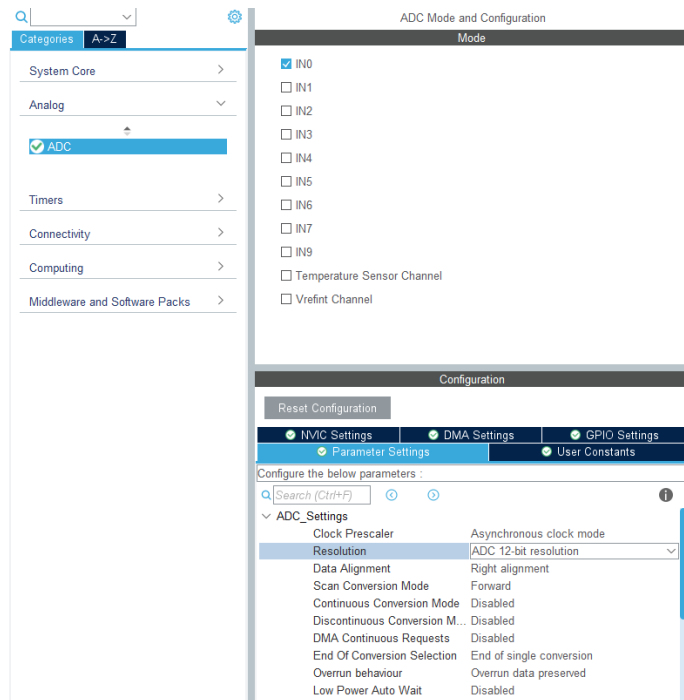 Categories A->Z
System Core
Analog
ADC
Timers
Connectivity
Computing
Middleware and Software Packs
ADC Mode and Configuration
Mode
IN0
IN1
IN2
IN3
IN4
IN5
IN6
IN7
IN9
Temperature Sensor Channel
Vrefint Channel
Configuration
Reset Configuration
NVIC Settings DMA Settings GPIO Settings
Parameter Settings User Constants
Configure the below parameters :
Search (Ctrl+F)
ADC_Settings
Clock Prescaler Asynchronous clock mode
Resolution ADC 12-bit resolution
Data Alignment Right alignment
Scan Conversion Mode Forward
Continuous Conversion Mode Disabled
Discontinuous Conversion M... Disabled
DMA Continuous Requests Disabled
End Of Conversion Selection End of single conversion
Overrun behaviour Overrun data preserved
Low Power Auto Wait Disabled